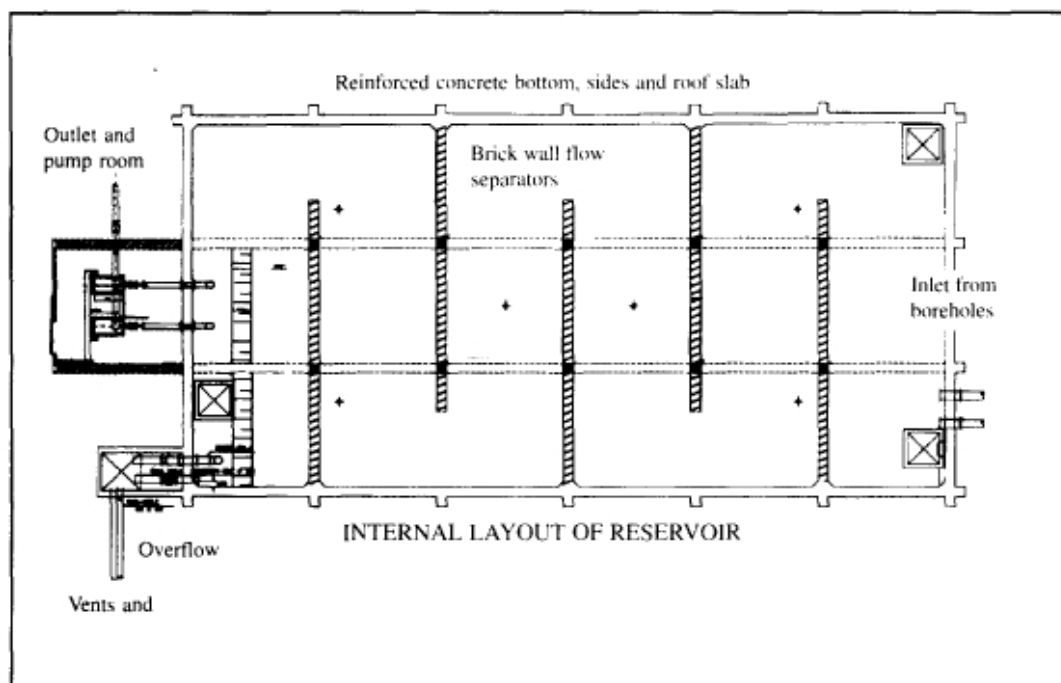 Reinforced concrete bottom, sides and roof slab
Outlet and
pump room
Brick wall flow
separators
Inlet from
boreholes
INTERNAL LAYOUT OF RESERVOIR
Overflow
Vents and